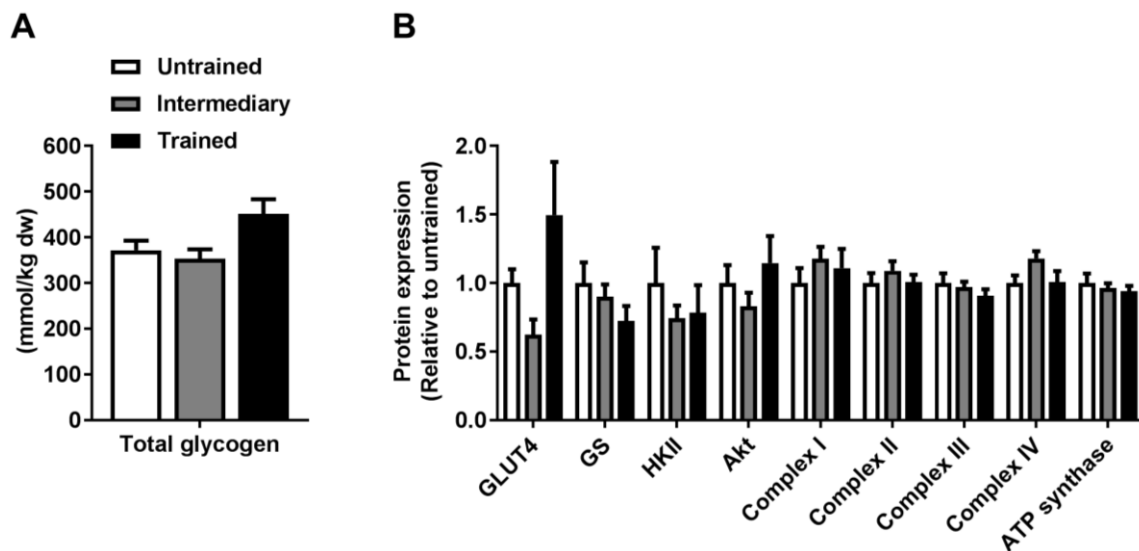 A
Untrained
Intermediary
Trained
600
500
400
300
200
100
0
(mmol/kg dw)
Total glycogen
B
2.0
1.5
1.0
0.5
0.0
Protein expression
(Relative to untrained)
GLUT4
GS
HKII
Akt
Complex I
Complex II
Complex III
Complex IV
ATP synthase